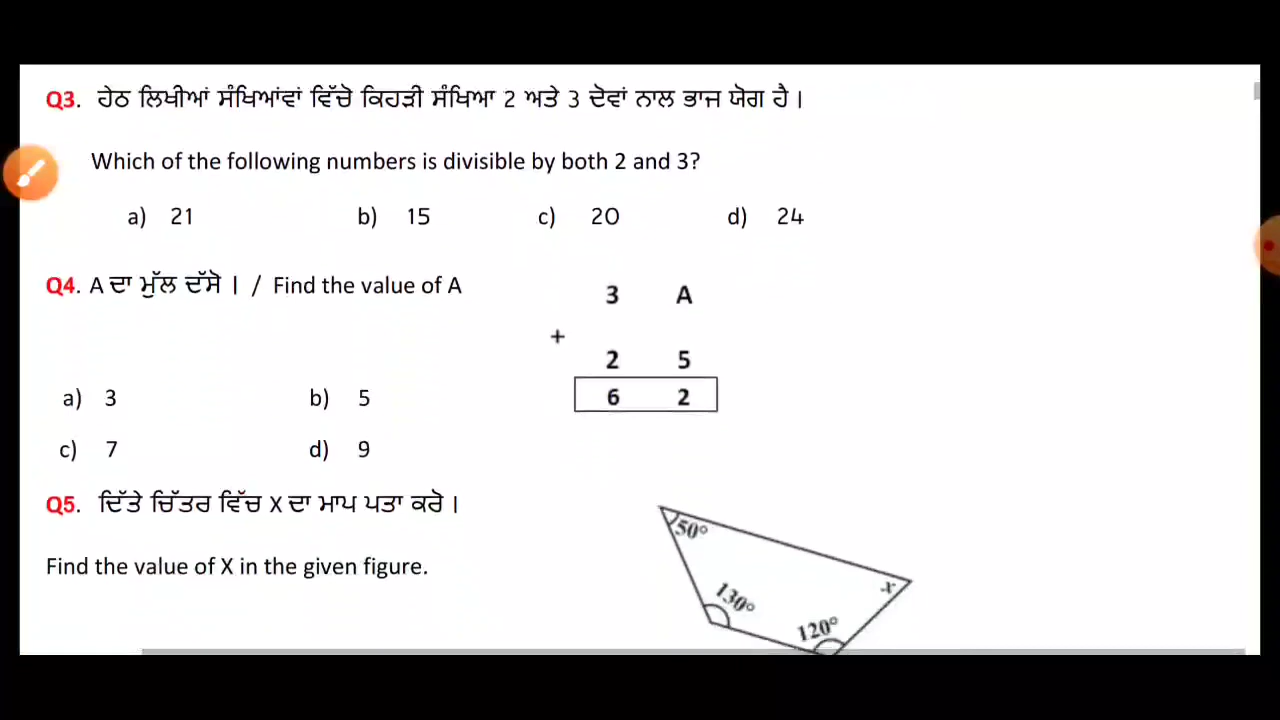 Q3. ਹੇਠ ਲਿਖੀਆਂ ਸੰਖਿਆਂਵਾਂ ਵਿੱਚੋ ਕਿਹੜੀ ਸੰਖਿਆ 2 ਅਤੇ 3 ਦੋਵਾਂ ਨਾਲ ਭਾਜ ਯੋਗ ਹੈ ।
Which of the following numbers is divisible by both 2 and 3?
a) 21 b) 15 c) 20 d) 24
Q4. A ਦਾ ਮੁੱਲ ਦੱਸੋ । / Find the value of A
3 A
+
2 5
6 2
a) 3 b) 5
c) 7 d) 9
Q5. ਦਿੱਤੇ ਚਿੱਤਰ ਵਿੱਚ X ਦਾ ਮਾਪ ਪਤਾ ਕਰੋ ।
Find the value of X in the given figure.
50°
x
130°
120°